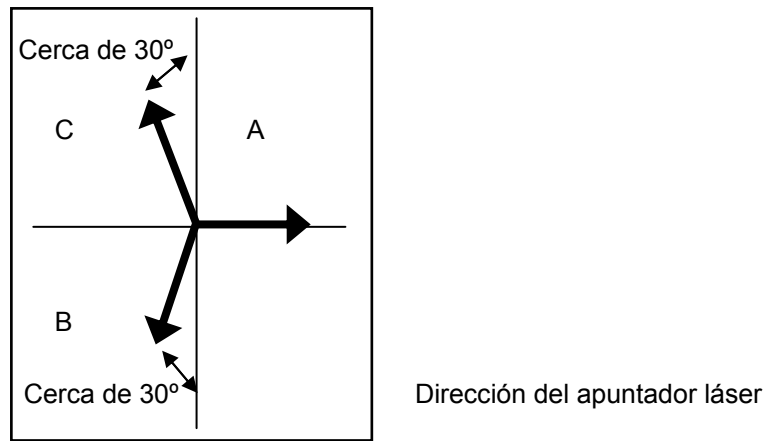 Cerca de 30º
C
A
B
Cerca de 30º
Dirección del apuntador láser